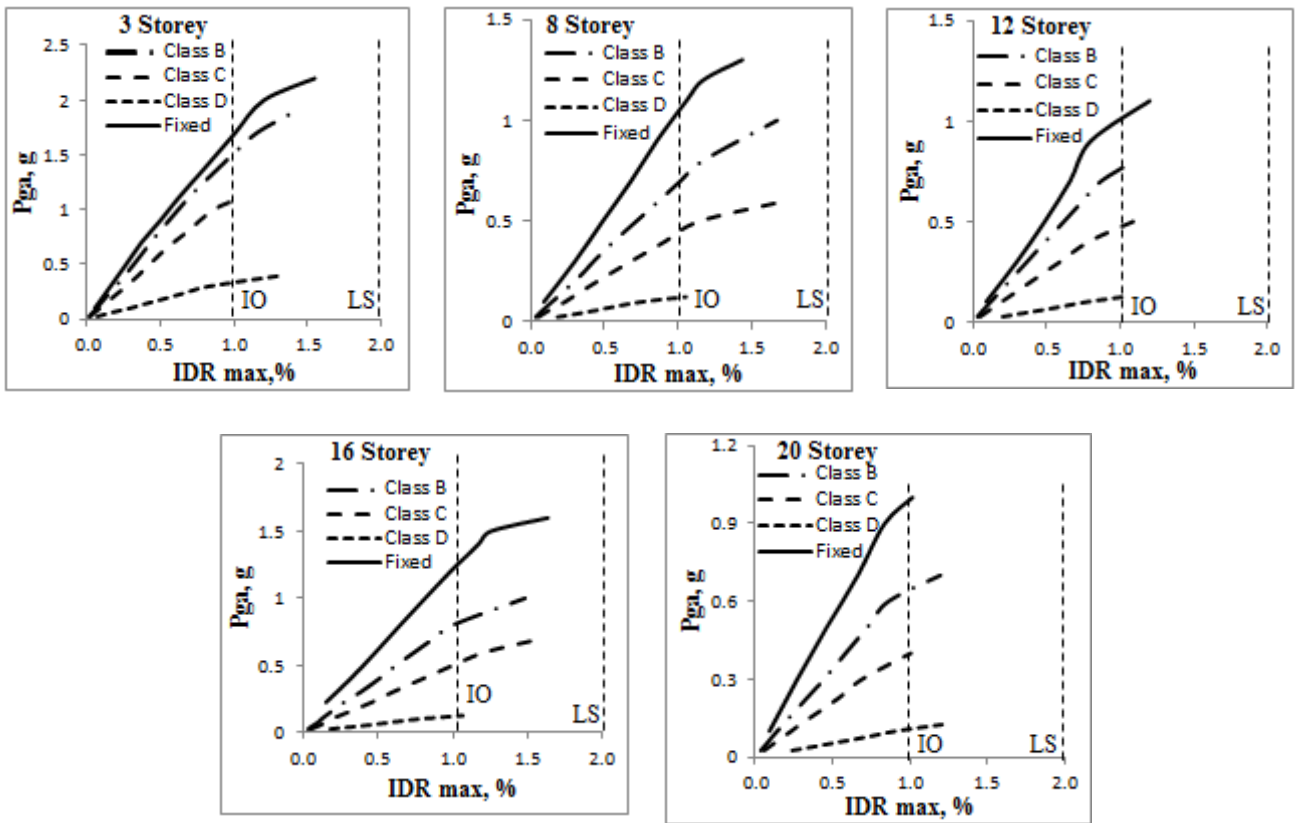 3 Storey
Class B
Class C
Class D
Fixed
2.5
2
1.5
1
0.5
0
Pga, g
IO
LS
0.0 0.5 1.0 1.5 2.0
IDR max,%
8 Storey
Class B
Class C
Class D
Fixed
1.5
1
0.5
0
Pga, g
IO
LS
0.0 0.5 1.0 1.5 2.0
IDR max, %
12 Storey
Class B
Class C
Class D
Fixed
1.5
1
0.5
0
Pga, g
IO
LS
0.0 0.5 1.0 1.5 2.0
IDR max, %
16 Storey
Class B
Class C
Class D
Fixed
2
1.5
1
0.5
0
Pga, g
IO
LS
0.0 0.5 1.0 1.5 2.0
IDR max, %
20 Storey
Class B
Class C
Class D
Fixed
1.2
0.9
0.6
0.3
0
Pga, g
IO
LS
0.0 0.5 1.0 1.5 2.0
IDR max, %